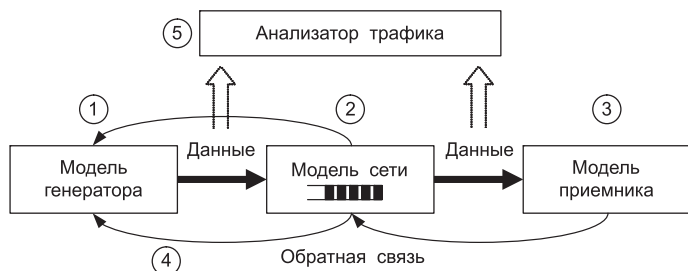 5 Анализатор трафика
1 2 3
Данные Данные
Модель генератора
Модель сети
Модель приемника
4 Обратная связь